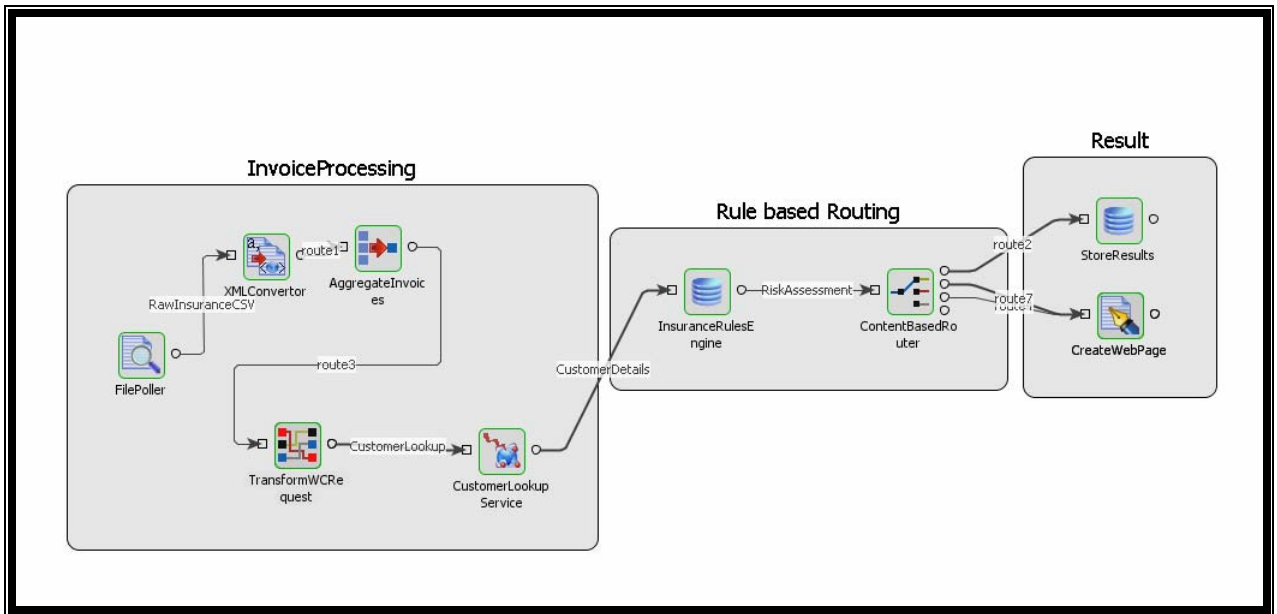 InvoiceProcessing
Rule based Routing
Result
a,
XMLConvertor
route1
AggregateInvoic
es
RawInsuranceCSV
FilePoller
route3
TransformWCRe
quest
CustomerLookup
CustomerLookup
Service
CustomerDetails
InsuranceRulesE
ngine
RiskAssessment
ContentBasedRo
uter
route2
route7
StoreResults
CreateWebPage